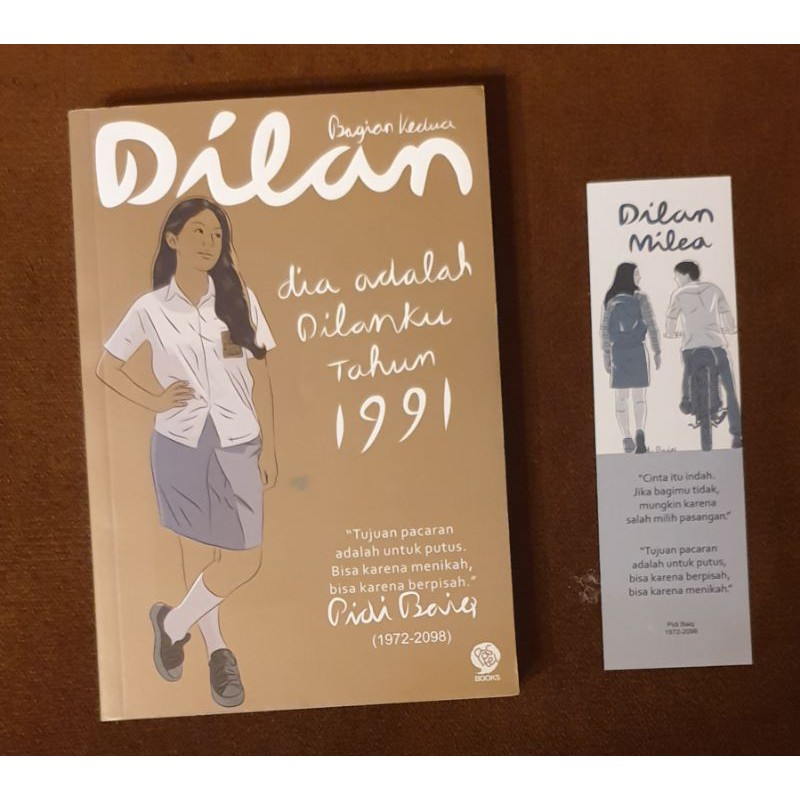 Bagian Kedua
Dilan
dia adalah
Dilanku
Tahun
1991
"Tujuan pacaran
adalah untuk putus.
Bisa karena menikah,
bisa karena berpisah."
Pidi Baiq
(1972-2098)
BOOKS
Dilan
Milea
"Cinta itu indah.
Jika bagimu tidak,
mungkin karena
salah milih pasangan."
"Tujuan pacaran
adalah untuk putus,
bisa karena berpisah,
bisa karena menikah."
Pidi Baiq
1972-2098